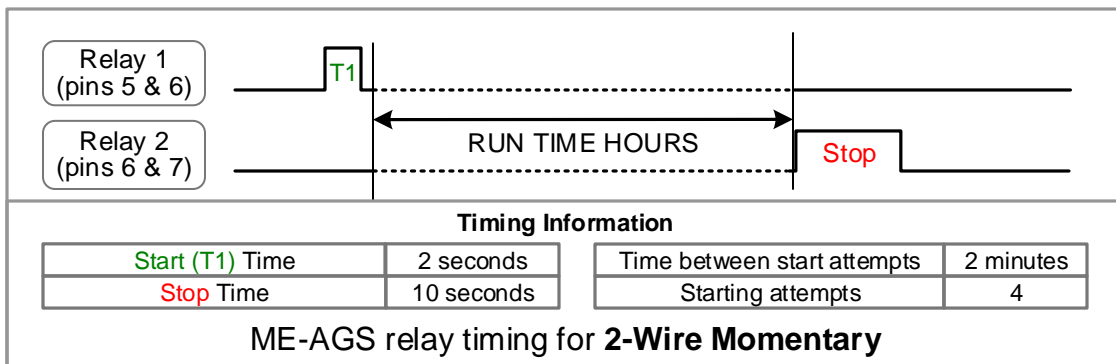 Relay 1
(pins 5 & 6)
T1
RUN TIME HOURS
Relay 2
(pins 6 & 7)
Stop
Timing Information
Start (T1) Time 2 seconds
Stop Time 10 seconds
Time between start attempts 2 minutes
Starting attempts 4
ME-AGS relay timing for 2-Wire Momentary